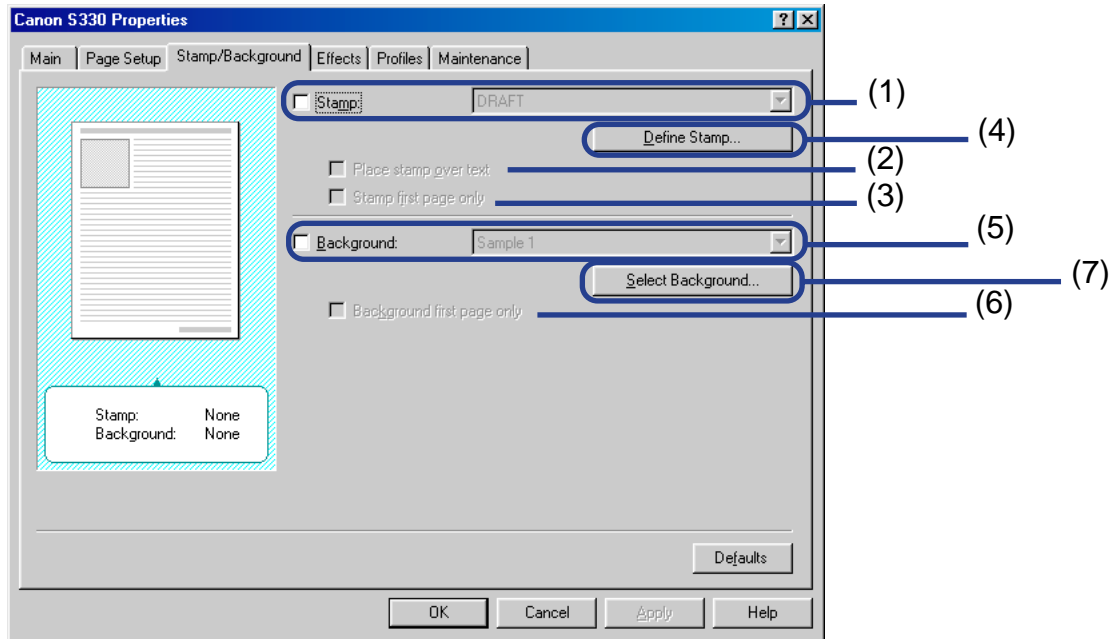 Canon S330 Properties
Main Page Setup Stamp/Background Effects Profiles Maintenance
Stamp: DRAFT (1)
Define Stamp... (4)
Place stamp over text (2)
Stamp first page only (3)
Background: Sample 1 (5)
Select Background... (7)
Background first page only (6)
Stamp: None
Background: None
Defaults
OK Cancel Apply Help